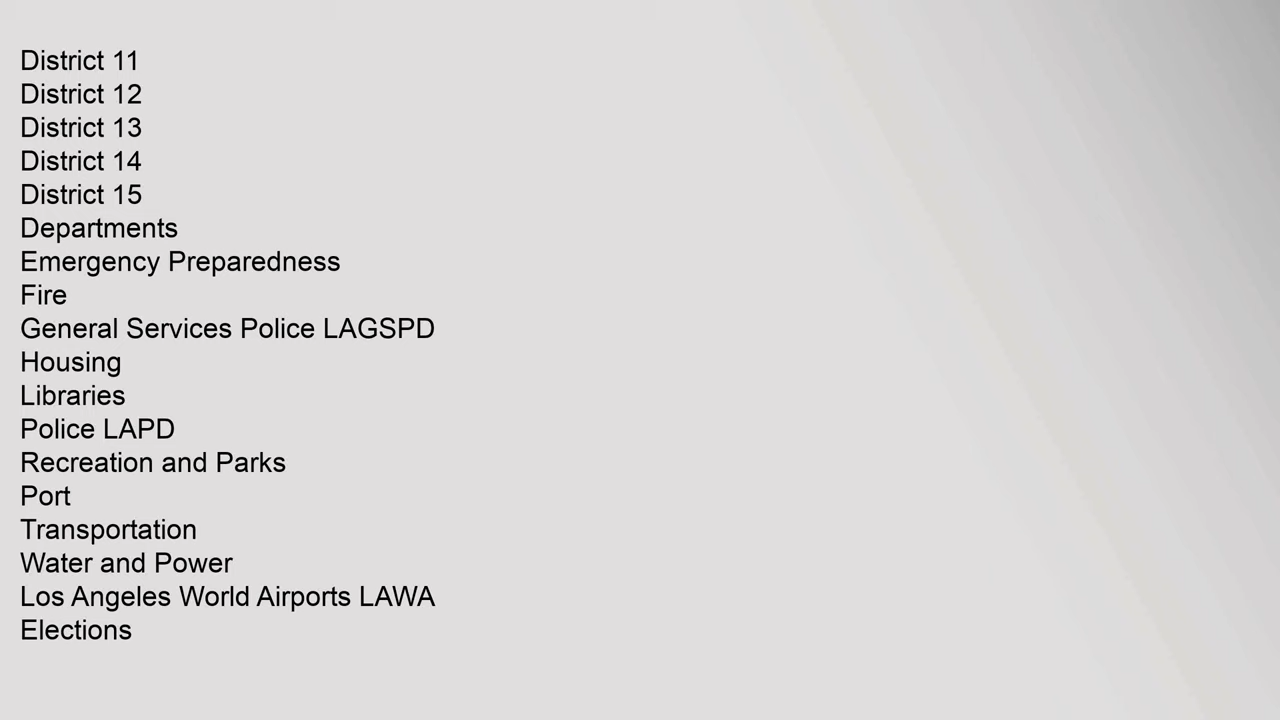 District 11
District 12
District 13
District 14
District 15
Departments
Emergency Preparedness
Fire
General Services Police LAGSPD
Housing
Libraries
Police LAPD
Recreation and Parks
Port
Transportation
Water and Power
Los Angeles World Airports LAWA
Elections